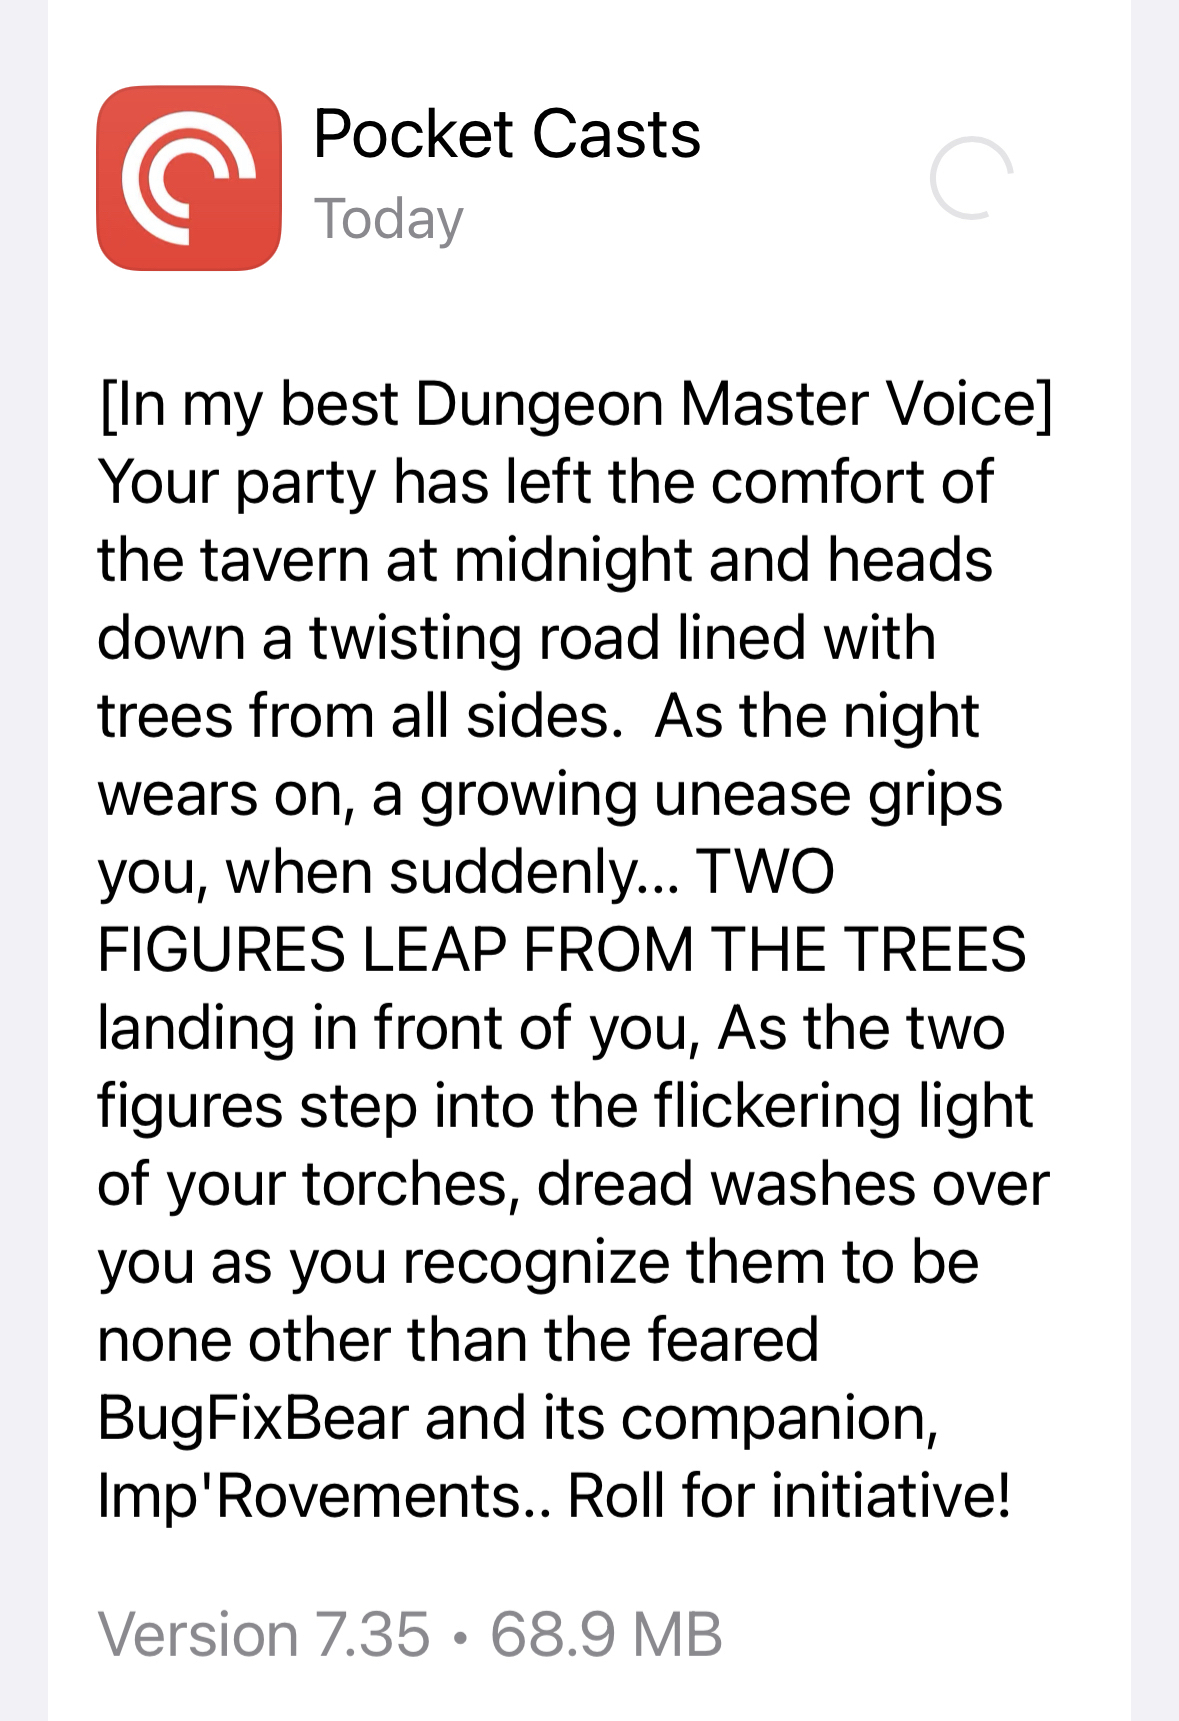 Pocket Casts
Today
[In my best Dungeon Master Voice]
Your party has left the comfort of
the tavern at midnight and heads
down a twisting road lined with
trees from all sides.  As the night
wears on, a growing unease grips
you, when suddenly... TWO
FIGURES LEAP FROM THE TREES
landing in front of you, As the two
figures step into the flickering light
of your torches, dread washes over
you as you recognize them to be
none other than the feared
BugFixBear and its companion,
Imp'Rovements.. Roll for initiative!
Version 7.35 • 68.9 MB